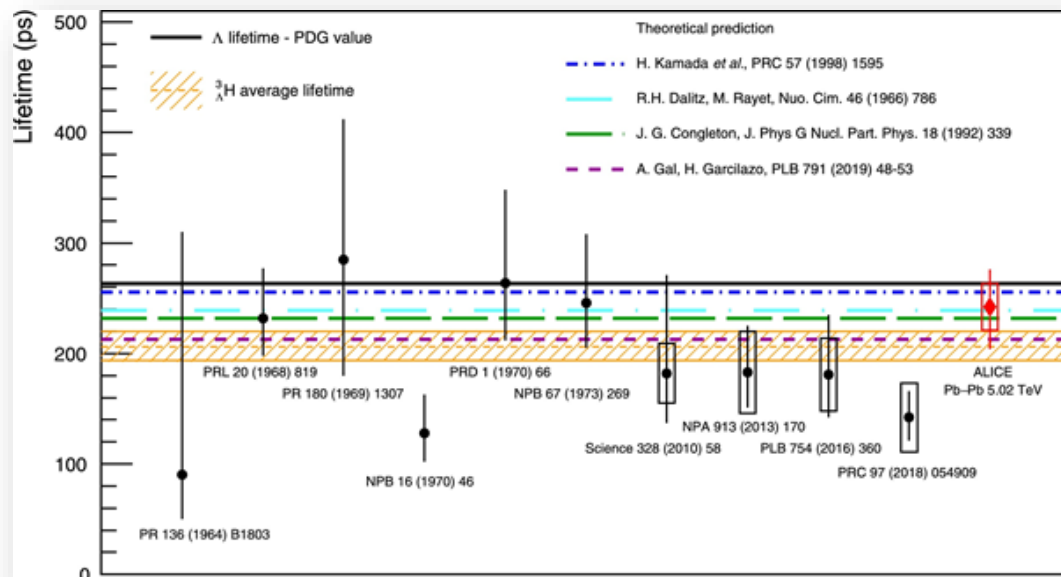 Lifetime (ps)
500
400
300
200
100
0
Λ lifetime - PDG value
³ΛH average lifetime
Theoretical prediction
H. Kamada et al., PRC 57 (1998) 1595
R.H. Dalitz, M. Rayet, Nuo. Cim. 46 (1966) 786
J. G. Congleton, J. Phys G Nucl. Part. Phys. 18 (1992) 339
A. Gal, H. Garcilazo, PLB 791 (2019) 48-53
PR 136 (1964) B1803
PRL 20 (1968) 819
PR 180 (1969) 1307
NPB 16 (1970) 46
PRD 1 (1970) 66
NPB 67 (1973) 269
Science 328 (2010) 58
NPA 913 (2013) 170
PLB 754 (2016) 360
PRC 97 (2018) 054909
ALICE
Pb–Pb 5.02 TeV